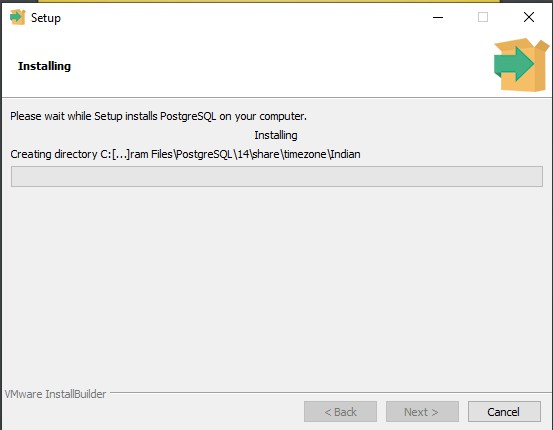 Setup
Installing
Please wait while Setup installs PostgreSQL on your computer.
Installing
Creating directory C:[...]ram Files\PostgreSQL\14\share\timezone\Indian
VMware InstallBuilder
< Back Next > Cancel